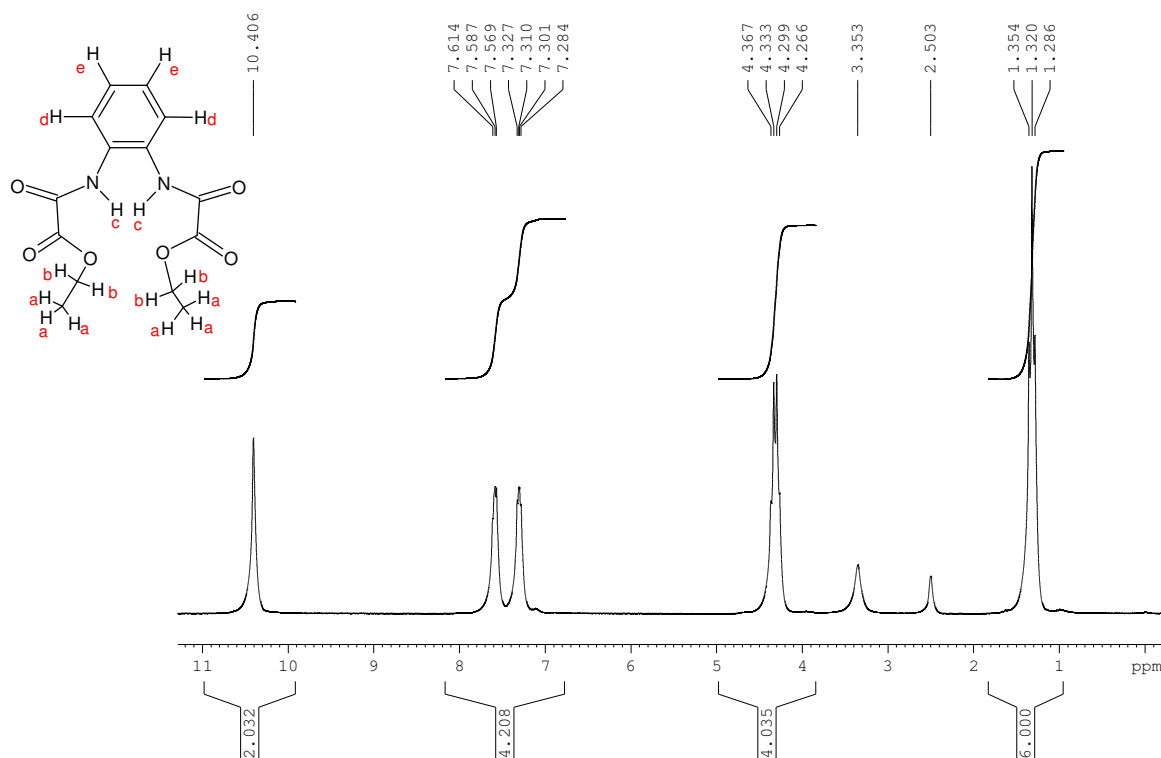 10.406
7.614
7.587
7.569
7.327
7.310
7.301
7.284
4.367
4.333
4.299
4.266
3.353
2.503
1.354
1.320
1.286
H H
e e
d H H d
O N N O
H H
c c
O O O O
b H H b
H b b H H a
a H
H H a a H H a
a
11 10 9 8 7 6 5 4 3 2 1 ppm
2.032 4.208 4.035 6.000